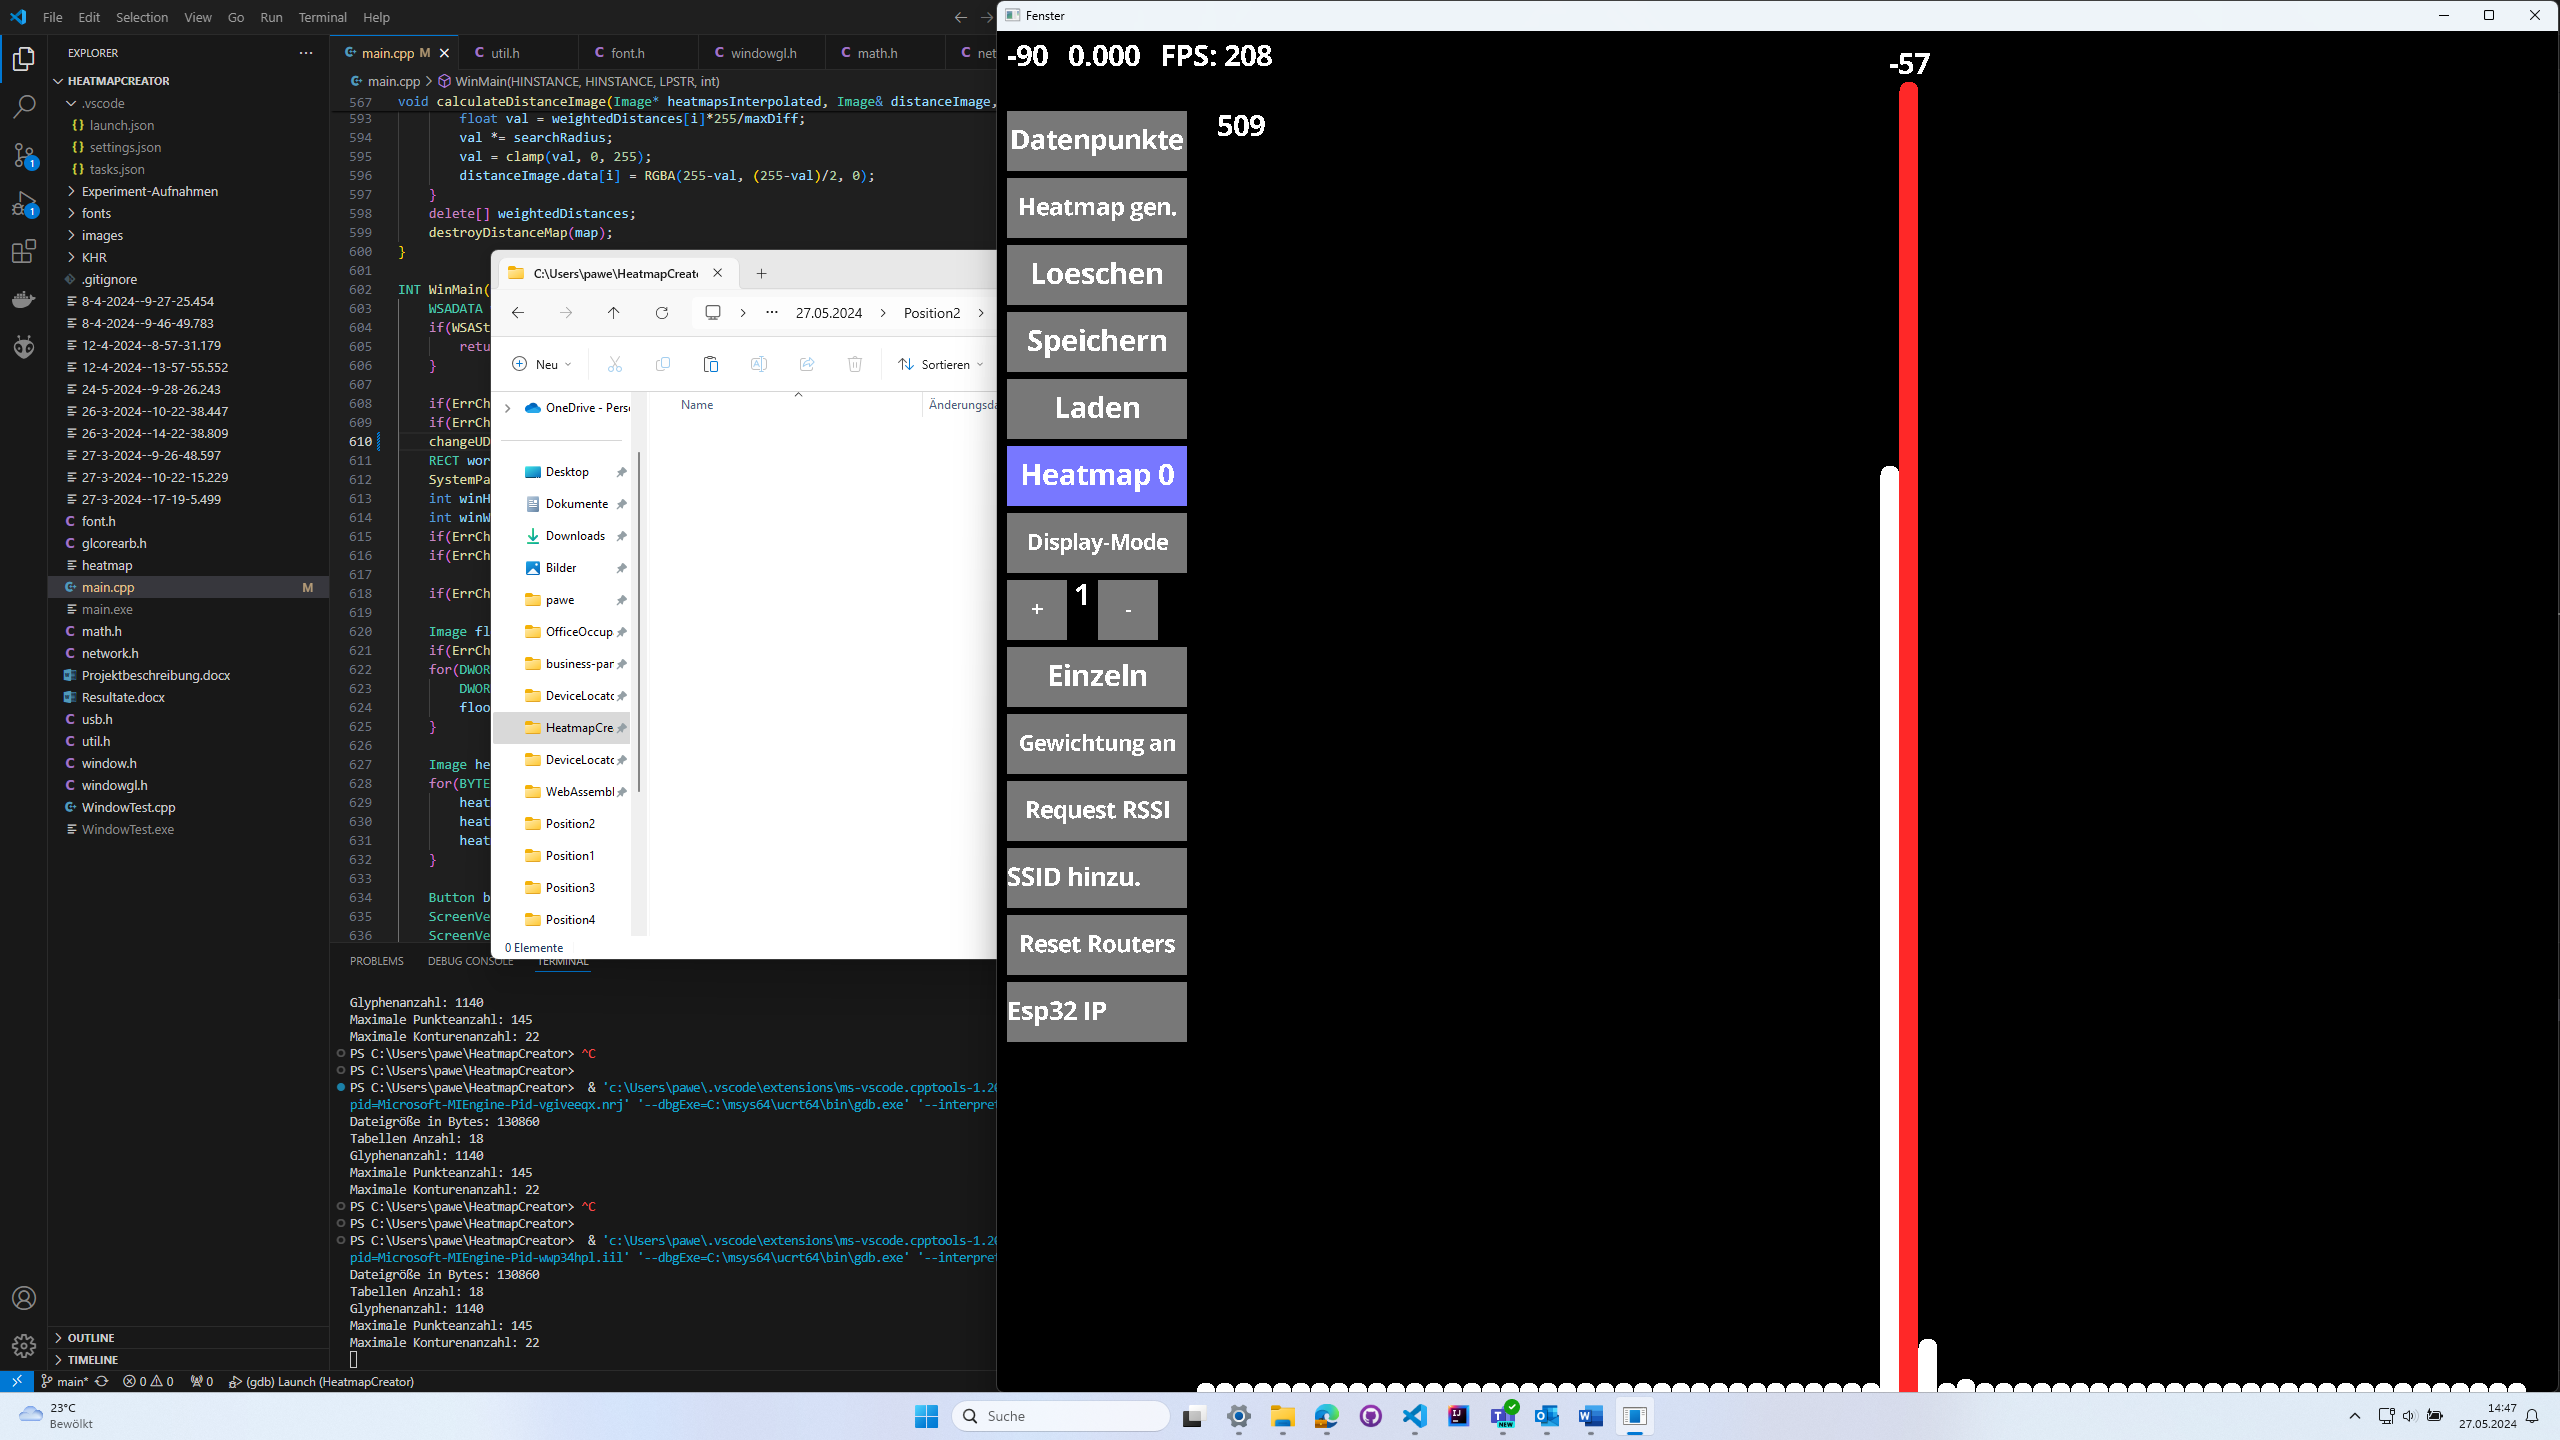 File Edit Selection View Go Run Terminal Help
EXPLORER
HEATMAPCREATOR
.vscode
launch.json
settings.json
tasks.json
Experiment-Aufnahmen
fonts
images
KHR
.gitignore
8-4-2024--9-27-25.454
8-4-2024--9-46-49.783
12-4-2024--8-57-31.179
12-4-2024--13-57-55.552
24-5-2024--9-28-26.243
26-3-2024--10-22-38.447
26-3-2024--14-22-38.809
27-3-2024--9-26-48.597
27-3-2024--10-22-15.229
27-3-2024--17-19-5.499
font.h
glcorearb.h
heatmap
main.cpp M
main.exe
math.h
network.h
Projektbeschreibung.docx
Resultate.docx
usb.h
util.h
window.h
windowgl.h
WindowTest.cpp
WindowTest.exe
OUTLINE
TIMELINE
main.cpp M util.h font.h windowgl.h math.h net
main.cpp > WinMain(HINSTANCE, HINSTANCE, LPSTR, int)
567 void calculateDistanceImage(Image* heatmapsInterpolated, Image& distanceImage,
593 float val = weightedDistances[i]*255/maxDiff;
594 val *= searchRadius;
595 val = clamp(val, 0, 255);
596 distanceImage.data[i] = RGBA(255-val, (255-val)/2, 0);
597 }
598 delete[] weightedDistances;
599 destroyDistanceMap(map);
600 }
601
602 INT WinMain(
603 WSADATA
604 if(WSASt
605 retu
606 }
607
608 if(ErrCh
609 if(ErrCh
610 changeUD
611 RECT wor
612 SystemPa
613 int winH
614 int winW
615 if(ErrCh
616 if(ErrCh
617
618 if(ErrCh
619
620 Image fl
621 if(ErrCh
622 for(DWOR
623 DWOR
624 floo
625 }
626
627 Image he
628 for(BYTE
629 heat
630 heat
631 heat
632 }
633
634 Button b
635 ScreenVe
636 ScreenVe
C:\Users\pawe\HeatmapCreate
27.05.2024 > Position2 >
Neu Sortieren
Name Änderungsda
OneDrive - Perso
Desktop
Dokumente
Downloads
Bilder
pawe
OfficeOccup
business-par
DeviceLocato
HeatmapCre
DeviceLocato
WebAssembl
Position2
Position1
Position3
Position4
0 Elemente
PROBLEMS DEBUG CONSOLE TERMINAL
Glyphenanzahl: 1140
Maximale Punkteanzahl: 145
Maximale Konturenanzahl: 22
PS C:\Users\pawe\HeatmapCreator> ^C
PS C:\Users\pawe\HeatmapCreator>
PS C:\Users\pawe\HeatmapCreator> & 'c:\Users\pawe\.vscode\extensions\ms-vscode.cpptools-1.20
pid=Microsoft-MIEngine-Pid-vgiveeqx.nrj' '--dbgExe=C:\msys64\ucrt64\bin\gdb.exe' '--interpret
Dateigröße in Bytes: 130860
Tabellen Anzahl: 18
Glyphenanzahl: 1140
Maximale Punkteanzahl: 145
Maximale Konturenanzahl: 22
PS C:\Users\pawe\HeatmapCreator> ^C
PS C:\Users\pawe\HeatmapCreator>
PS C:\Users\pawe\HeatmapCreator> & 'c:\Users\pawe\.vscode\extensions\ms-vscode.cpptools-1.20
pid=Microsoft-MIEngine-Pid-wwp34hpl.iil' '--dbgExe=C:\msys64\ucrt64\bin\gdb.exe' '--interpret
Dateigröße in Bytes: 130860
Tabellen Anzahl: 18
Glyphenanzahl: 1140
Maximale Punkteanzahl: 145
Maximale Konturenanzahl: 22
main* 0 0 0 (gdb) Launch (HeatmapCreator)
Fenster
-90 0.000 FPS: 208
-57
509
Datenpunkte
Heatmap gen.
Loeschen
Speichern
Laden
Heatmap 0
Display-Mode
+ 1 -
Einzeln
Gewichtung an
Request RSSI
SSID hinzu.
Reset Routers
Esp32 IP
23°C
Bewölkt
Suche
NEW
14:47
27.05.2024